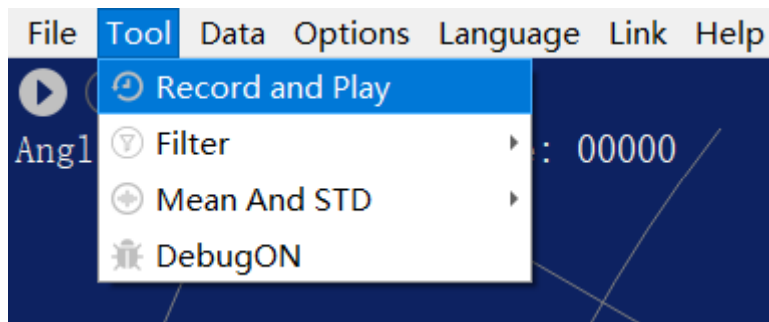 File Tool Data Options Language Link Help
Record and Play
Angl : 00000
Filter
Mean And STD
DebugON